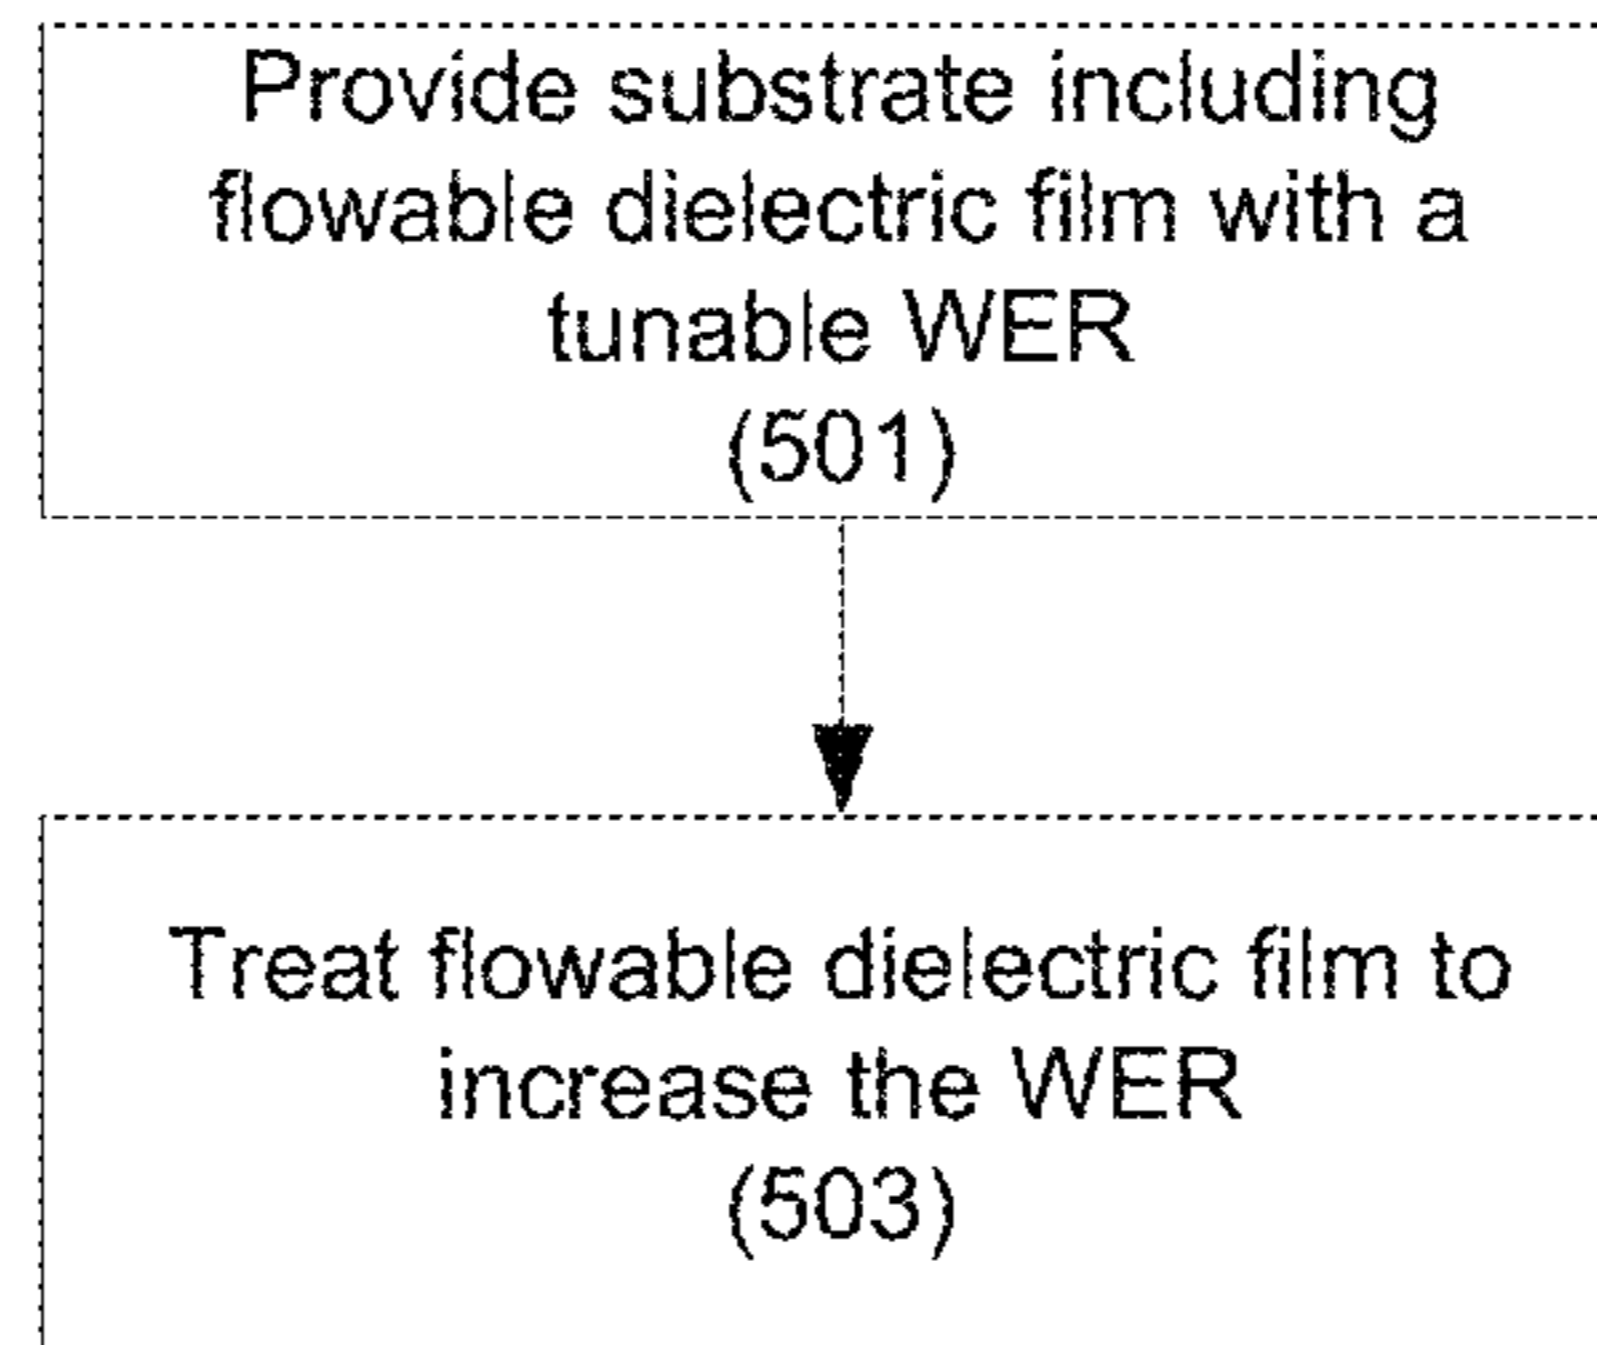 Provide substrate including
flowable dielectric film with a
tunable WER
(501)
Treat flowable dielectric film to
increase the WER
(503)